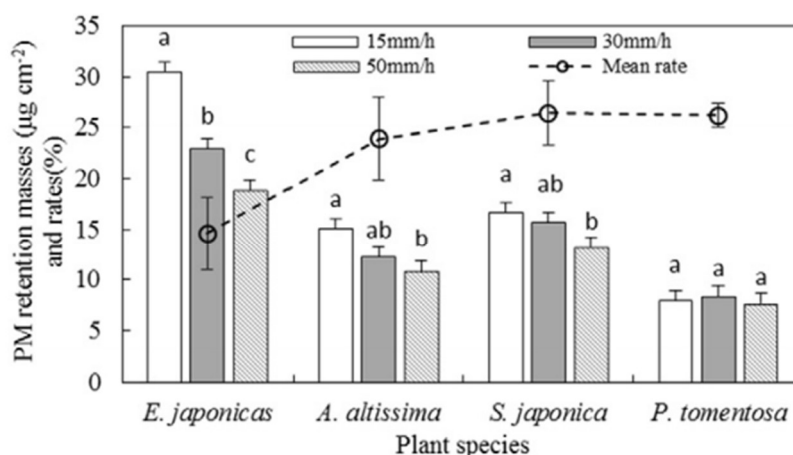 PM retention masses (µg cm-2)
and rates(%)
35
30
25
20
15
10
5
0
15mm/h
30mm/h
50mm/h
Mean rate
a
b
c
a
ab
b
a
ab
b
a
a
a
E. japonicas
A. altissima
S. japonica
P. tomentosa
Plant species